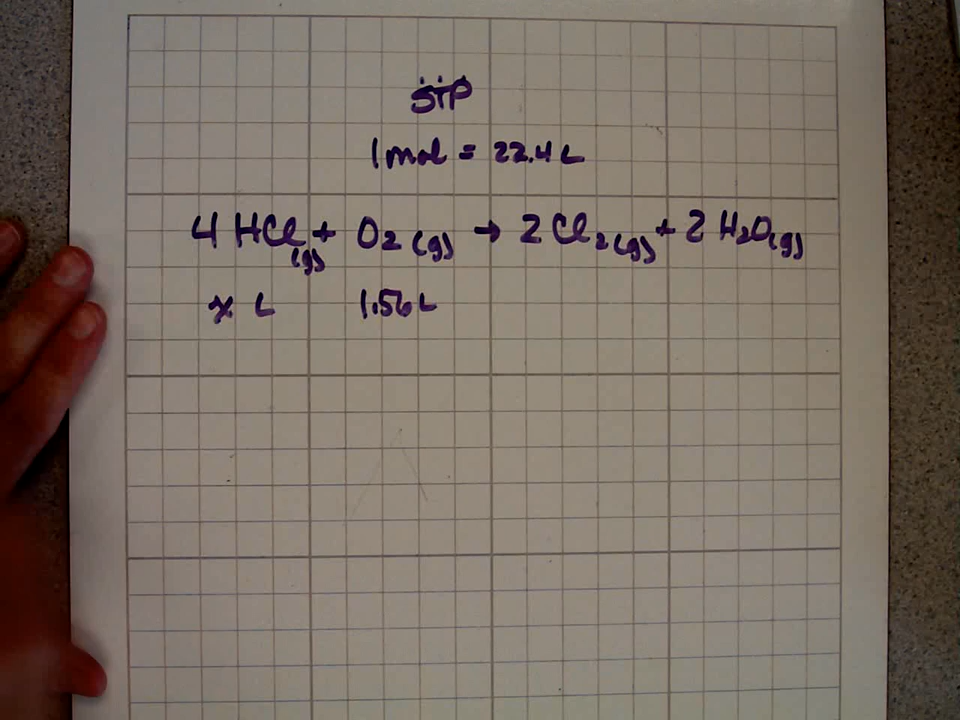 STP
1 mol = 22.4 L
4 HCl (g) + O2 (g) → 2 Cl2 (g) + 2 H2O (g)
x L 1.56 L